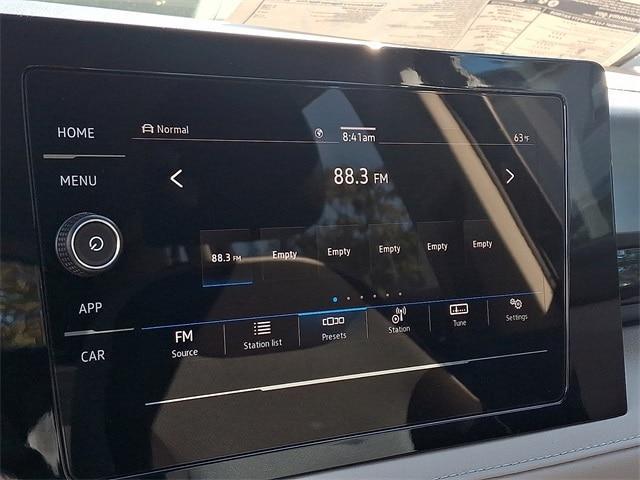 HOME
MENU
APP
CAR
Normal
8:41am
63°F
88.3 FM
88.3 FM
Empty
Empty
Empty
Empty
Empty
FM
Source
Station list
Presets
Station
Tune
Settings